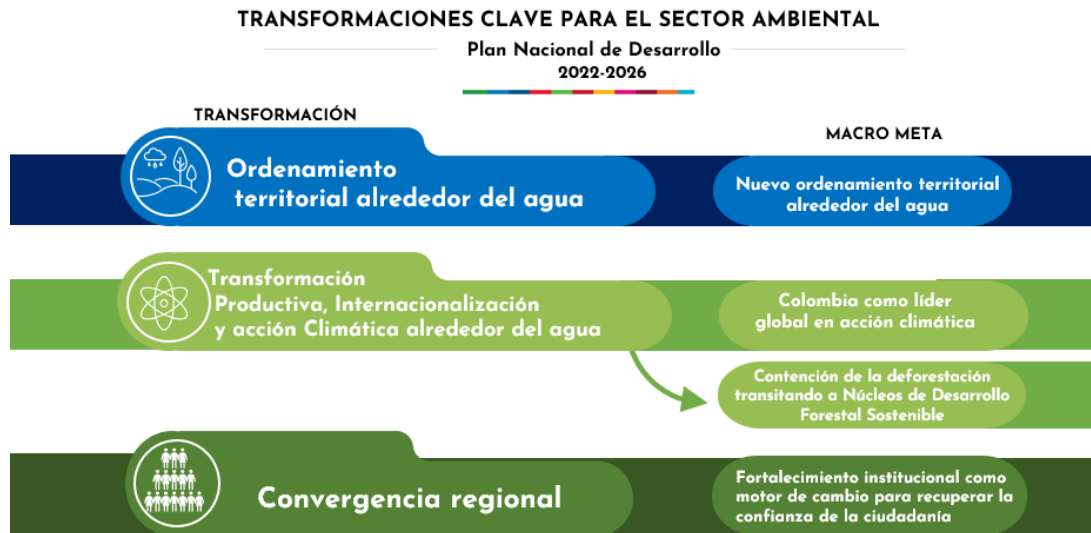 TRANSFORMACIONES CLAVE PARA EL SECTOR AMBIENTAL
Plan Nacional de Desarrollo
2022-2026
TRANSFORMACIÓN
MACRO META
Ordenamiento
territorial alrededor del agua
Nuevo ordenamiento territorial
alrededor del agua
Transformación
Productiva, Internacionalización
y acción Climática alrededor del agua
Colombia como líder
global en acción climática
Contención de la deforestación
transitando a Núcleos de Desarrollo
Forestal Sostenible
Convergencia regional
Fortalecimiento institucional como
motor de cambio para recuperar la
confianza de la ciudadanía